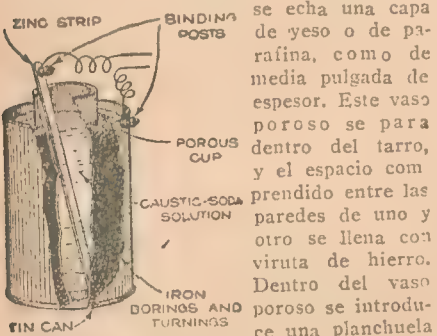 ZINC STRIP
BINDING
POSTS
POROUS
CUP
CAUSTIC-SODA
SOLUTION
IRON
BORINGS AND
TURNINGS
TIN CAN
se echa una capa
de yeso o de pa-
rafina, como de
media pulgada de
espesor. Este vaso
poroso se para
dentro del tarro,
y el espacio com
prendido entre las
paredes de uno y
otro se llena con
viruta de hierro.
Dentro del vaso
poroso se introdu-
ce una planchuela